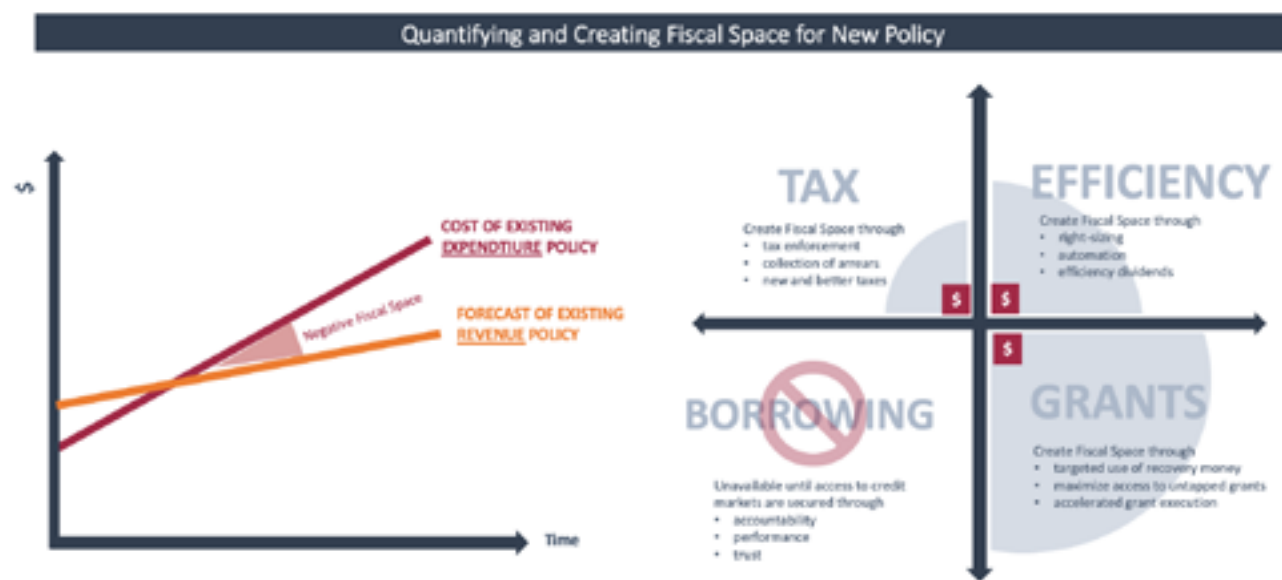 Quantifying and Creating Fiscal Space for New Policy
$
COST OF EXISTING
EXPENDTIURE POLICY
Negative Fiscal Space
FORECAST OF EXISTING
REVENUE POLICY
Time
TAX
Create Fiscal Space through
• tax enforcement
• collection of arrears
• new and better taxes
$
EFFICIENCY
Create Fiscal Space through
• right-sizing
• automation
• efficiency dividends
$
BORROWING
Unavailable until access to credit
markets are secured through
• accountability
• performance
• trust
$
GRANTS
Create Fiscal Space through
• targeted use of recovery money
• maximize access to untapped grants
• accelerated grant execution